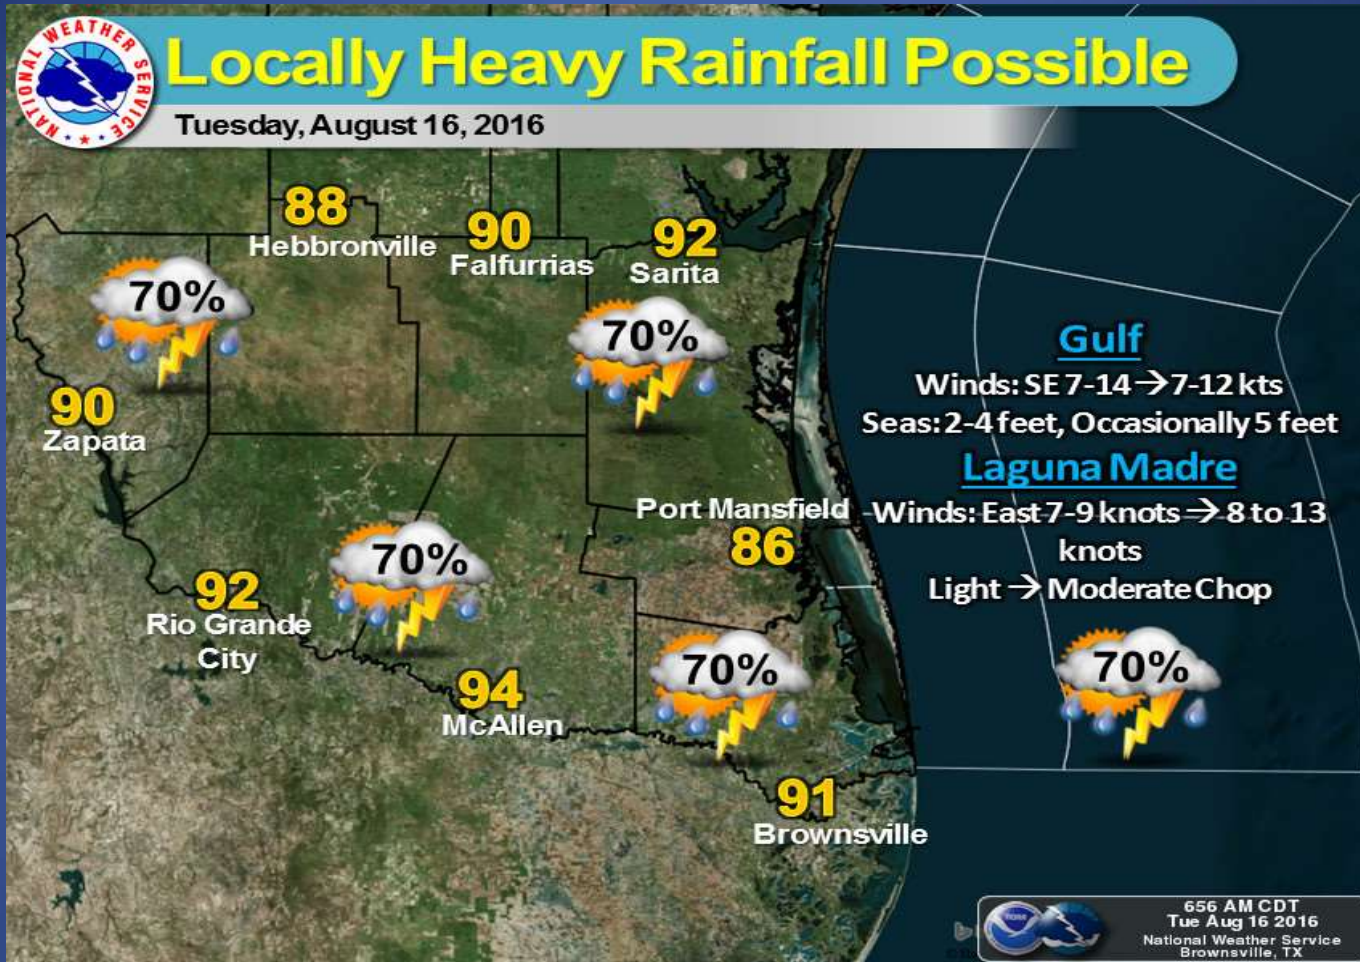 NATIONAL WEATHER SERVICE
Locally Heavy Rainfall Possible
Tuesday, August 16, 2016
88
Hebbronville
90
Falfurrias
92
Sarita
70%
70%
90
Zapata
Gulf
Winds: SE 7-14→7-12 kts
Seas: 2-4 feet, Occasionally 5 feet
Laguna Madre
Winds: East 7-9 knots → 8 to 13
knots
Light → Moderate Chop
Port Mansfield
86
70%
92
Rio Grande
City
94
McAllen
70%
70%
91
Brownsville
656 AM CDT
Tue Aug 16 2016
National Weather Service
Brownsville, TX